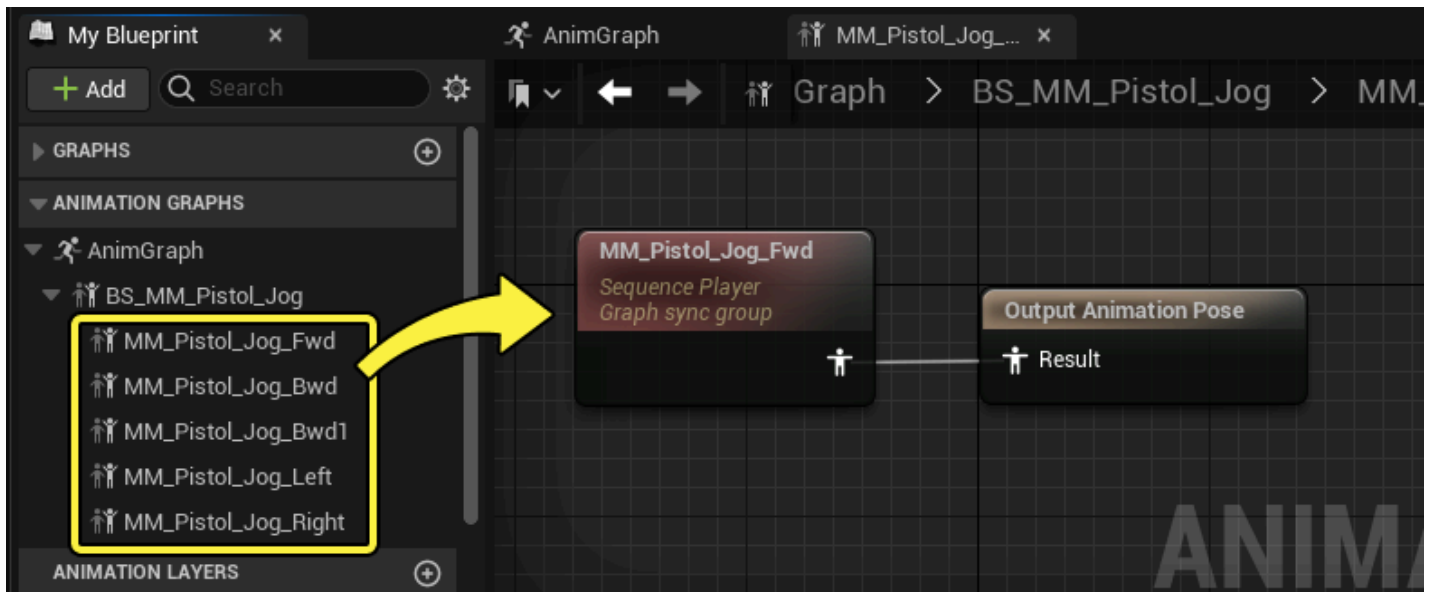 My Blueprint
Add
Search
GRAPHS
ANIMATION GRAPHS
AnimGraph
BS_MM_Pistol_Jog
MM_Pistol_Jog_Fwd
MM_Pistol_Jog_Bwd
MM_Pistol_Jog_Bwd1
MM_Pistol_Jog_Left
MM_Pistol_Jog_Right
ANIMATION LAYERS
AnimGraph
MM_Pistol_Jog_...
Graph > BS_MM_Pistol_Jog > MM_
MM_Pistol_Jog_Fwd
Sequence Player
Graph sync group
Output Animation Pose
Result
ANIMA